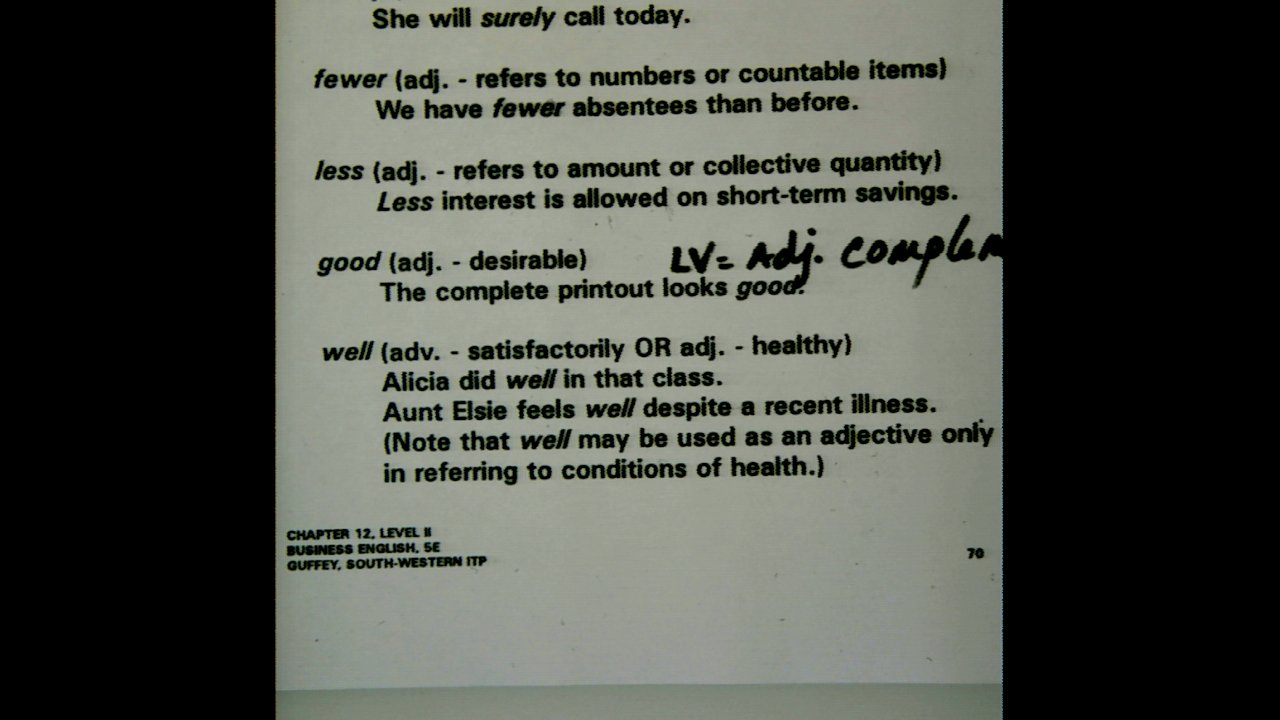 She will surely call today.
fewer (adj. - refers to numbers or countable items)
We have fewer absentees than before.
less (adj. - refers to amount or collective quantity)
Less interest is allowed on short-term savings.
good (adj. - desirable) LV= Adj. complem
The complete printout looks good.
well (adv. - satisfactorily OR adj. - healthy)
Alicia did well in that class.
Aunt Elsie feels well despite a recent illness.
(Note that well may be used as an adjective only
in referring to conditions of health.)
CHAPTER 12, LEVEL II
BUSINESS ENGLISH, 5E
GUFFEY, SOUTH-WESTERN ITP
70